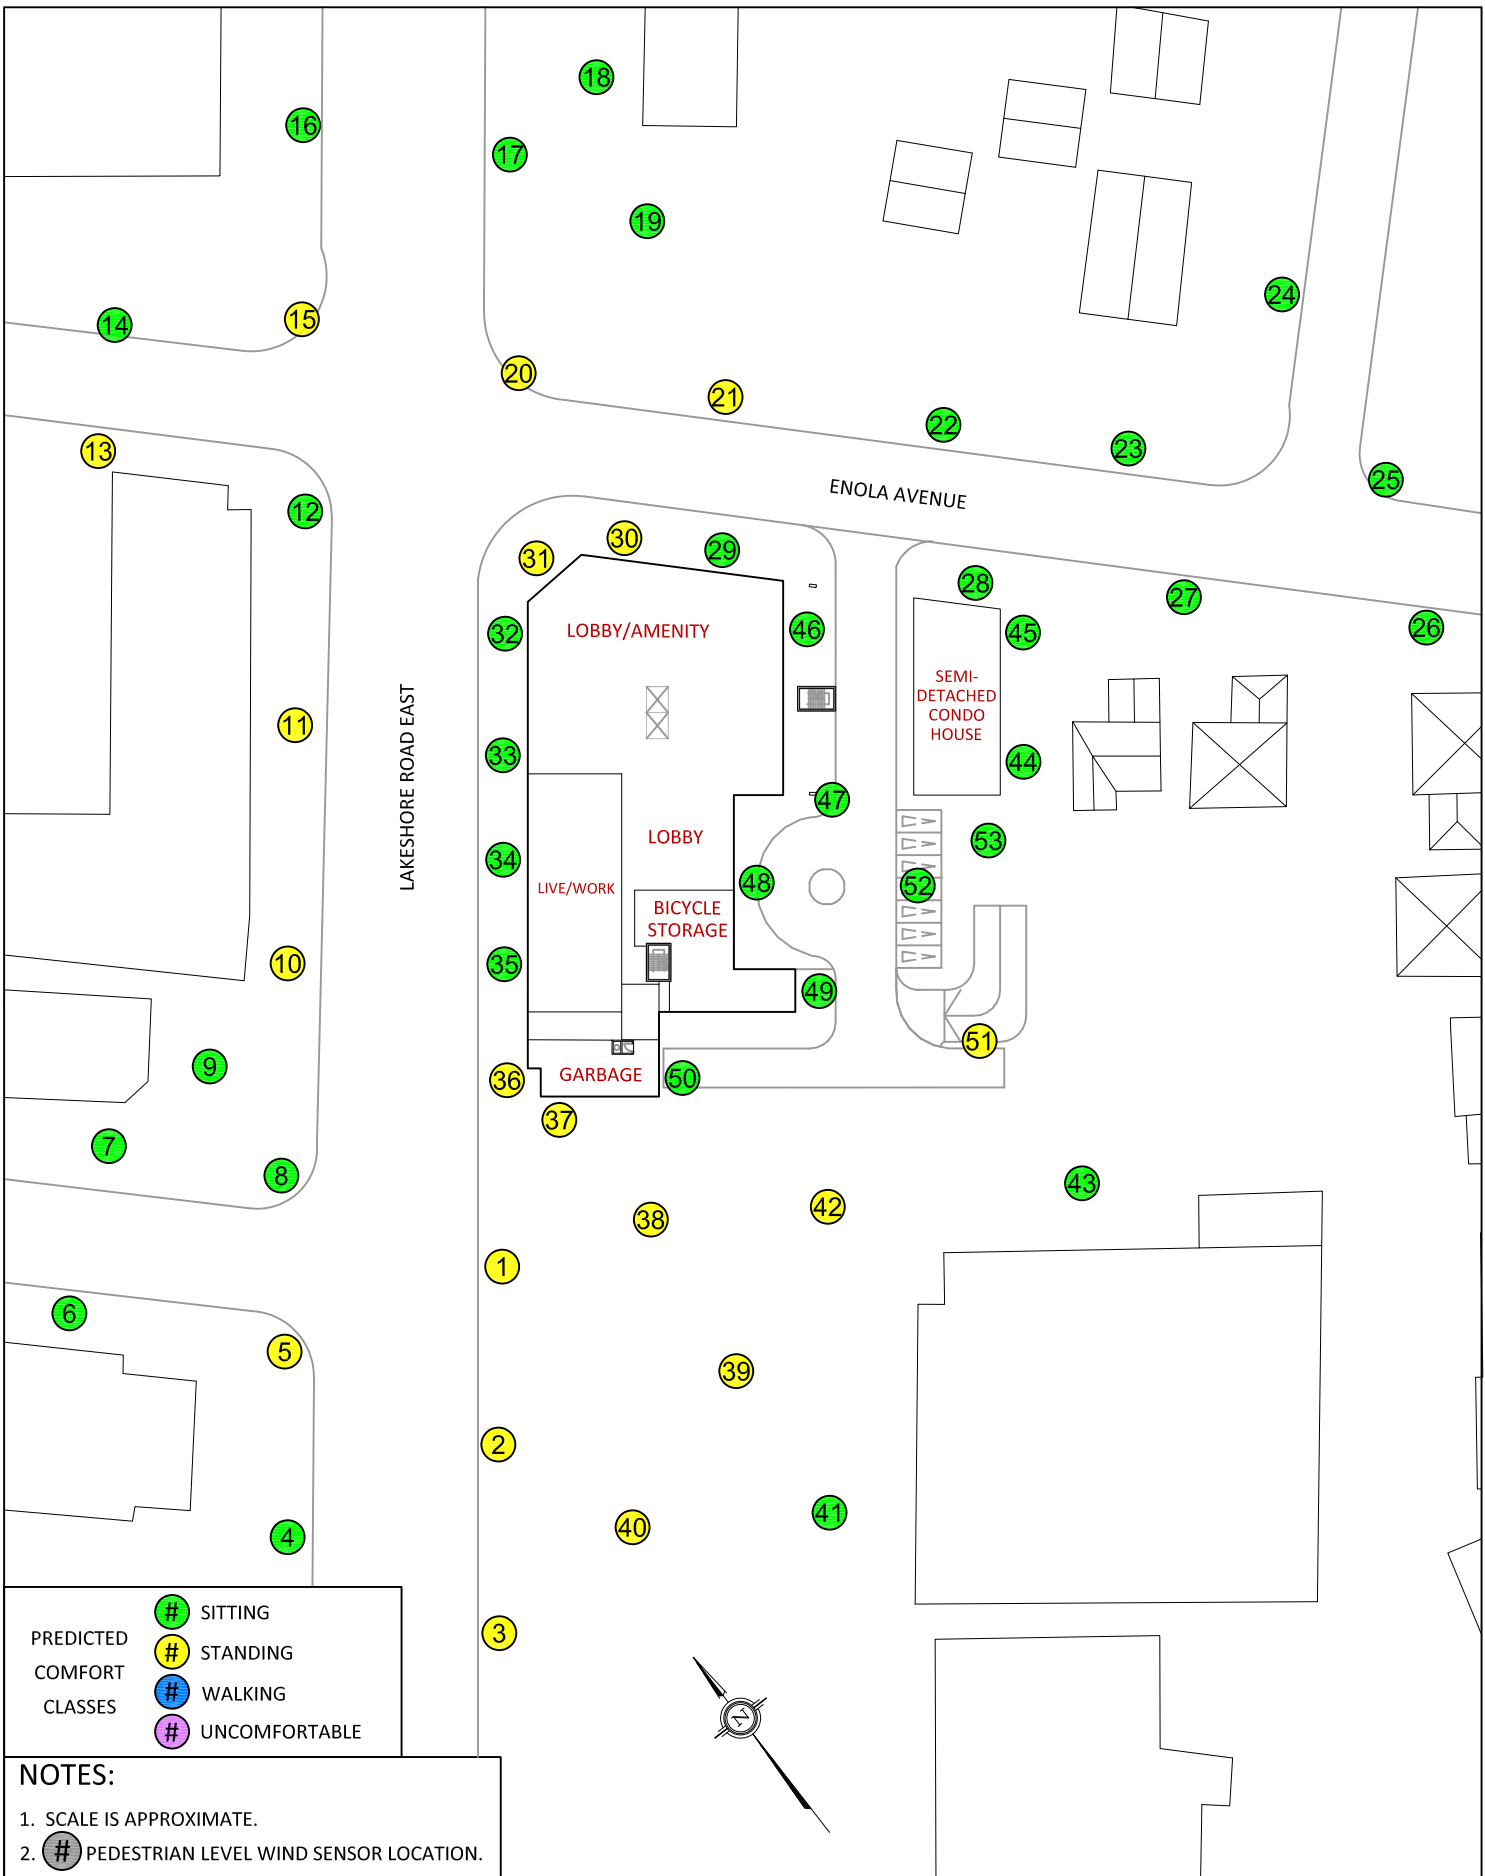 18
16
17
19
24
14
15
20
21
22
23
13
25
12
ENOLA AVENUE
30
29
31
28
27
26
32
LOBBY/AMENITY
46
45
SEMI-
DETACHED
CONDO
HOUSE
LAKESHORE ROAD EAST
11
33
44
47
LOBBY
53
34
LIVE/WORK
48
52
BICYCLE
STORAGE
10
35
49
51
9
36
GARBAGE
50
37
7
8
43
38
42
1
6
5
39
2
41
40
4
3
PREDICTED
COMFORT
CLASSES
# SITTING
# STANDING
# WALKING
# UNCOMFORTABLE
N
NOTES:
1. SCALE IS APPROXIMATE.
2. # PEDESTRIAN LEVEL WIND SENSOR LOCATION.